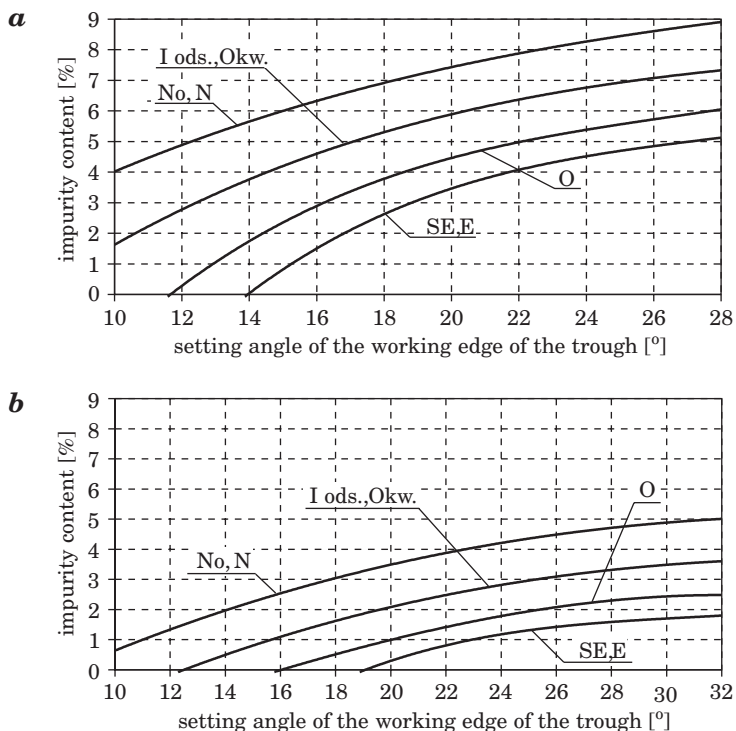 a
impurity content [%]
9
8
7
6
5
4
3
2
1
0
I ods., Okw.
No, N
O
SE,E
10 12 14 16 18 20 22 24 26 28
setting angle of the working edge of the trough [°]
b
impurity content [%]
9
8
7
6
5
4
3
2
1
0
I ods.,Okw.
O
No, N
SE,E
10 12 14 16 18 20 22 24 26 28 30 32
setting angle of the working edge of the trough [°]